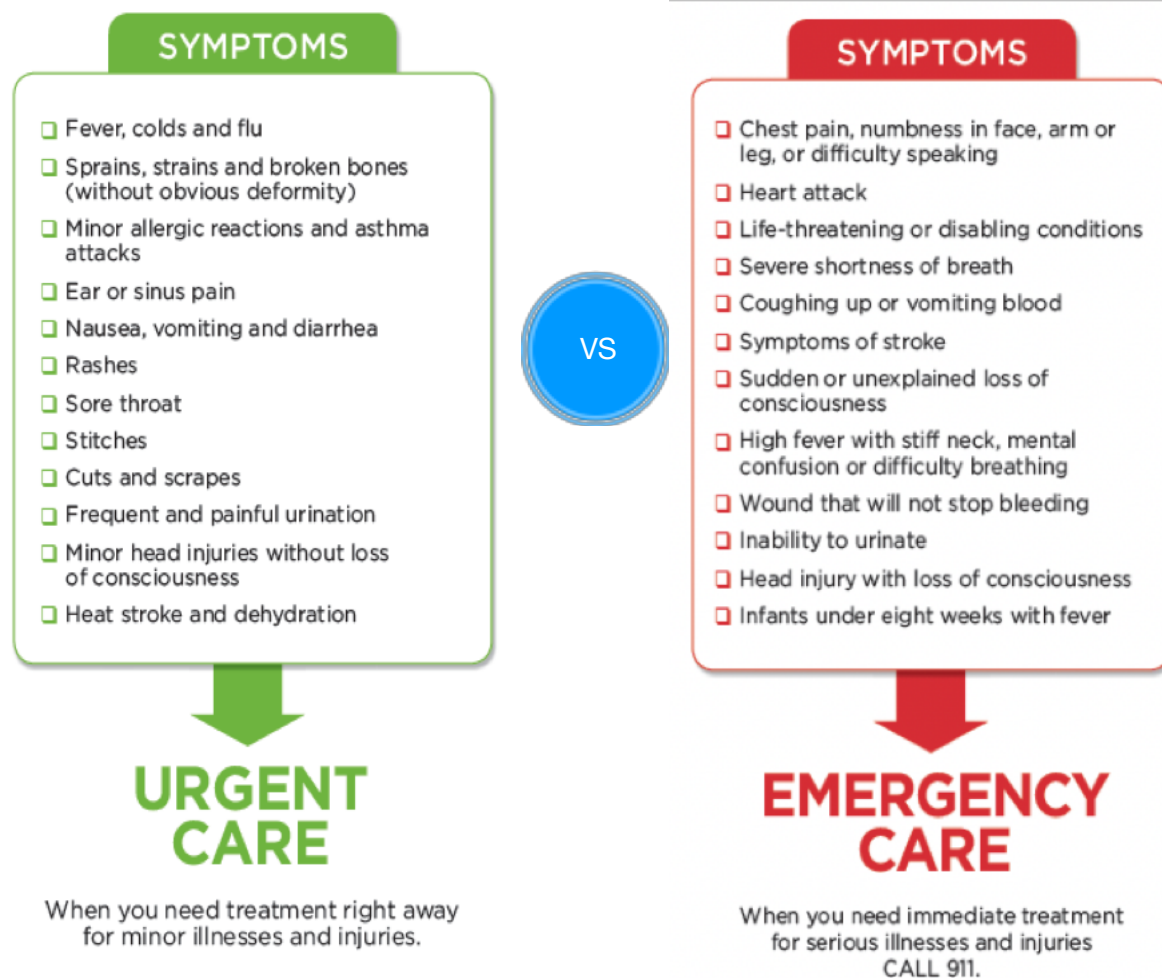 SYMPTOMS
Fever, colds and flu
Sprains, strains and broken bones
(without obvious deformity)
Minor allergic reactions and asthma
attacks
Ear or sinus pain
Nausea, vomiting and diarrhea
Rashes
Sore throat
Stitches
Cuts and scrapes
Frequent and painful urination
Minor head injuries without loss
of consciousness
Heat stroke and dehydration
URGENT
CARE
When you need treatment right away
for minor illnesses and injuries.
VS
SYMPTOMS
Chest pain, numbness in face, arm or
leg, or difficulty speaking
Heart attack
Life-threatening or disabling conditions
Severe shortness of breath
Coughing up or vomiting blood
Symptoms of stroke
Sudden or unexplained loss of
consciousness
High fever with stiff neck, mental
confusion or difficulty breathing
Wound that will not stop bleeding
Inability to urinate
Head injury with loss of consciousness
Infants under eight weeks with fever
EMERGENCY
CARE
When you need immediate treatment
for serious illnesses and injuries
CALL 911.